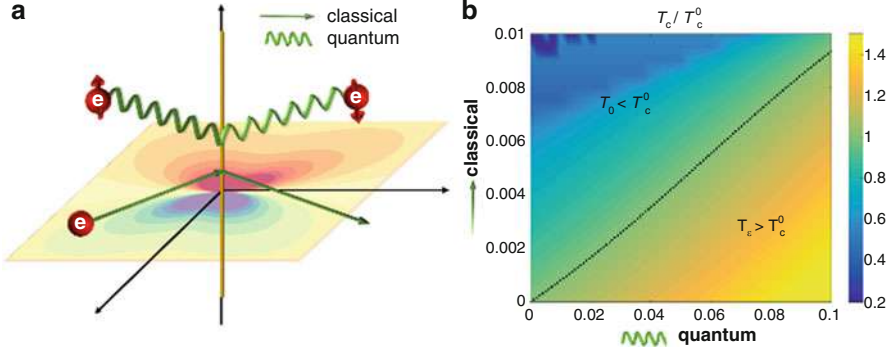 a
classical
quantum
e
e
e
b
T_c / T_c^0
0.01
0.008
0.006
0.004
0.002
0
classical
T_0 < T_c^0
T_ε > T_c^0
0
0.02
0.04
0.06
0.08
0.1
quantum
1.4
1.2
1
0.8
0.6
0.4
0.2